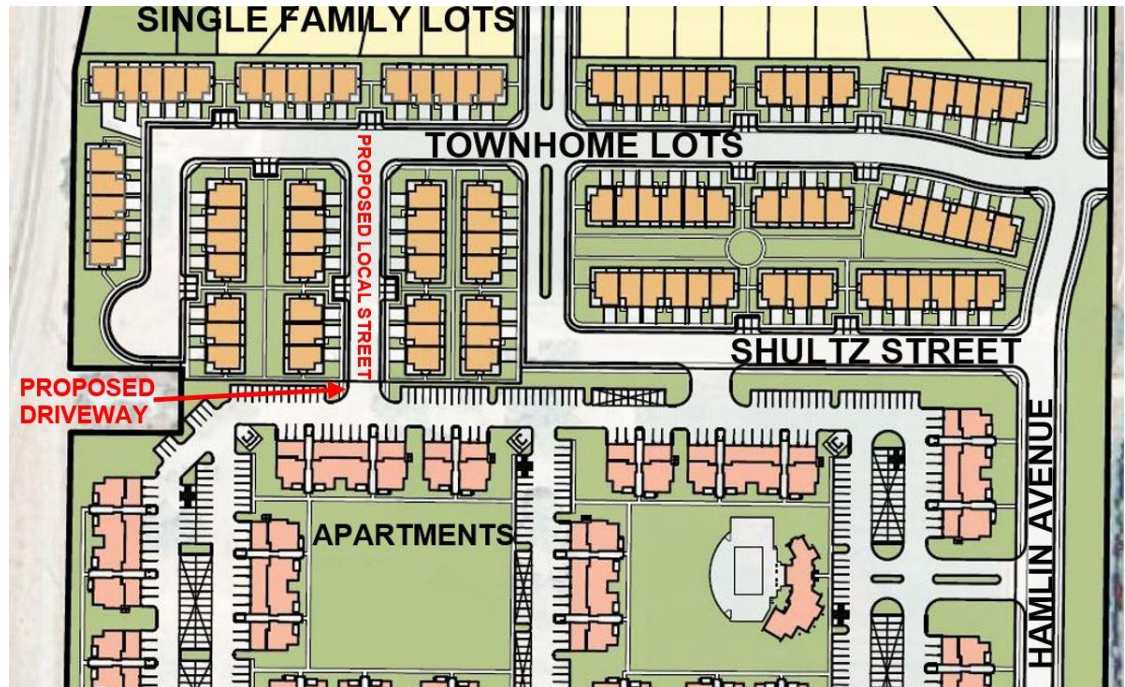 SINGLE FAMILY LOTS
TOWNHOME LOTS
PROPOSED LOCAL STREET
SHULTZ STREET
PROPOSED
DRIVEWAY
HAMLIN AVENUE
APARTMENTS